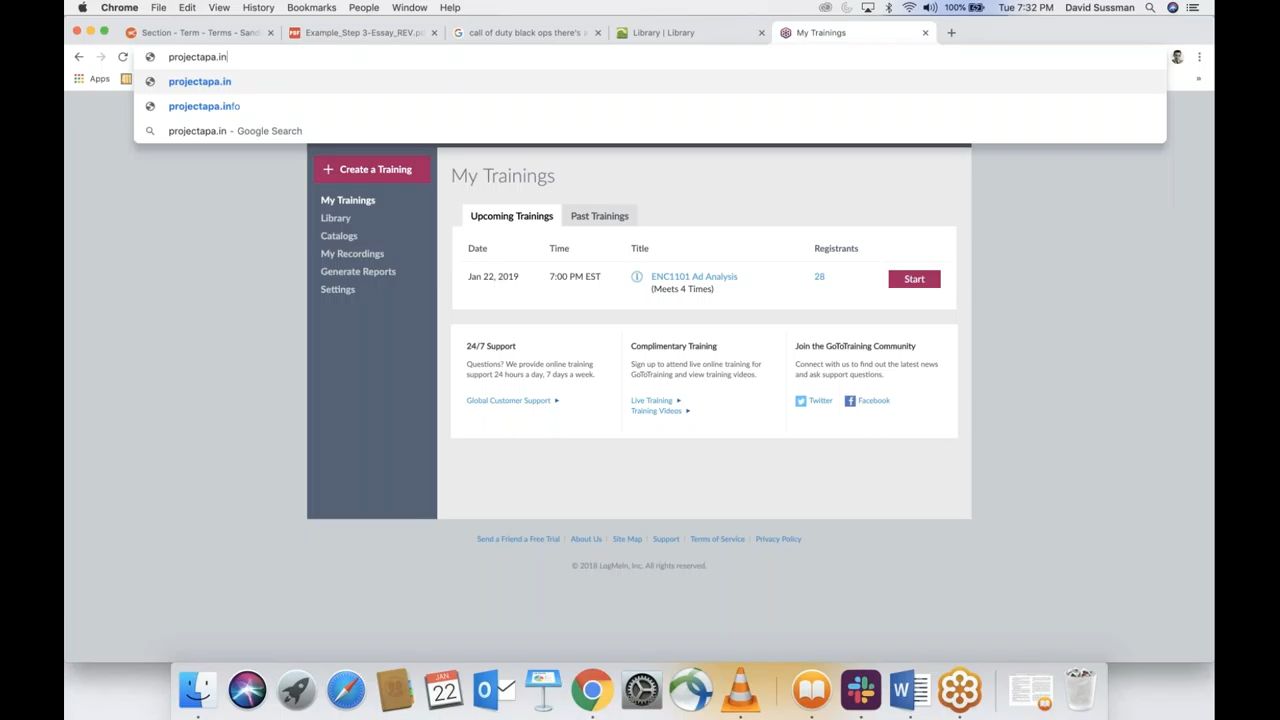 Chrome File Edit View History Bookmarks People Window Help 100% Tue 7:32 PM David Sussman
Section - Term - Terms - San Example_Step 3-Essay_REV.p call of duty black ops there's Library | Library My Trainings
projectapa.in
Apps »
projectapa.in
projectapa.info
projectapa.in - Google Search
+ Create a Training
My Trainings
Library
Catalogs
My Recordings
Generate Reports
Settings
My Trainings
Upcoming Trainings Past Trainings
Date Time Title Registrants
Jan 22, 2019 7:00 PM EST ENC1101 Ad Analysis 28 Start
(Meets 4 Times)
24/7 Support
Questions? We provide online training
support 24 hours a day, 7 days a week.
Global Customer Support
Complimentary Training
Sign up to attend live online training for
GoToTraining and view training videos.
Live Training
Training Videos
Join the GoToTraining Community
Connect with us to find out the latest news
and ask support questions.
Twitter Facebook
Send a Friend a Free Trial About Us Site Map Support Terms of Service Privacy Policy
© 2018 LogMeIn, Inc. All rights reserved.
JAN
22